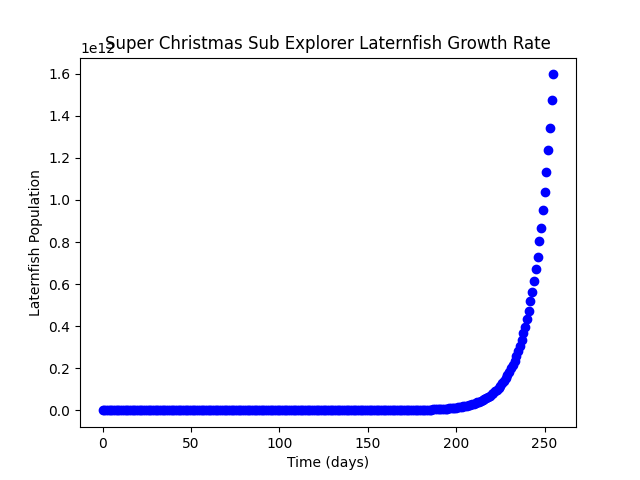 Super Christmas Sub Explorer Laternfish Growth Rate
1e12
1.6
1.4
1.2
1.0
0.8
0.6
0.4
0.2
0.0
Laternfish Population
0 50 100 150 200 250
Time (days)